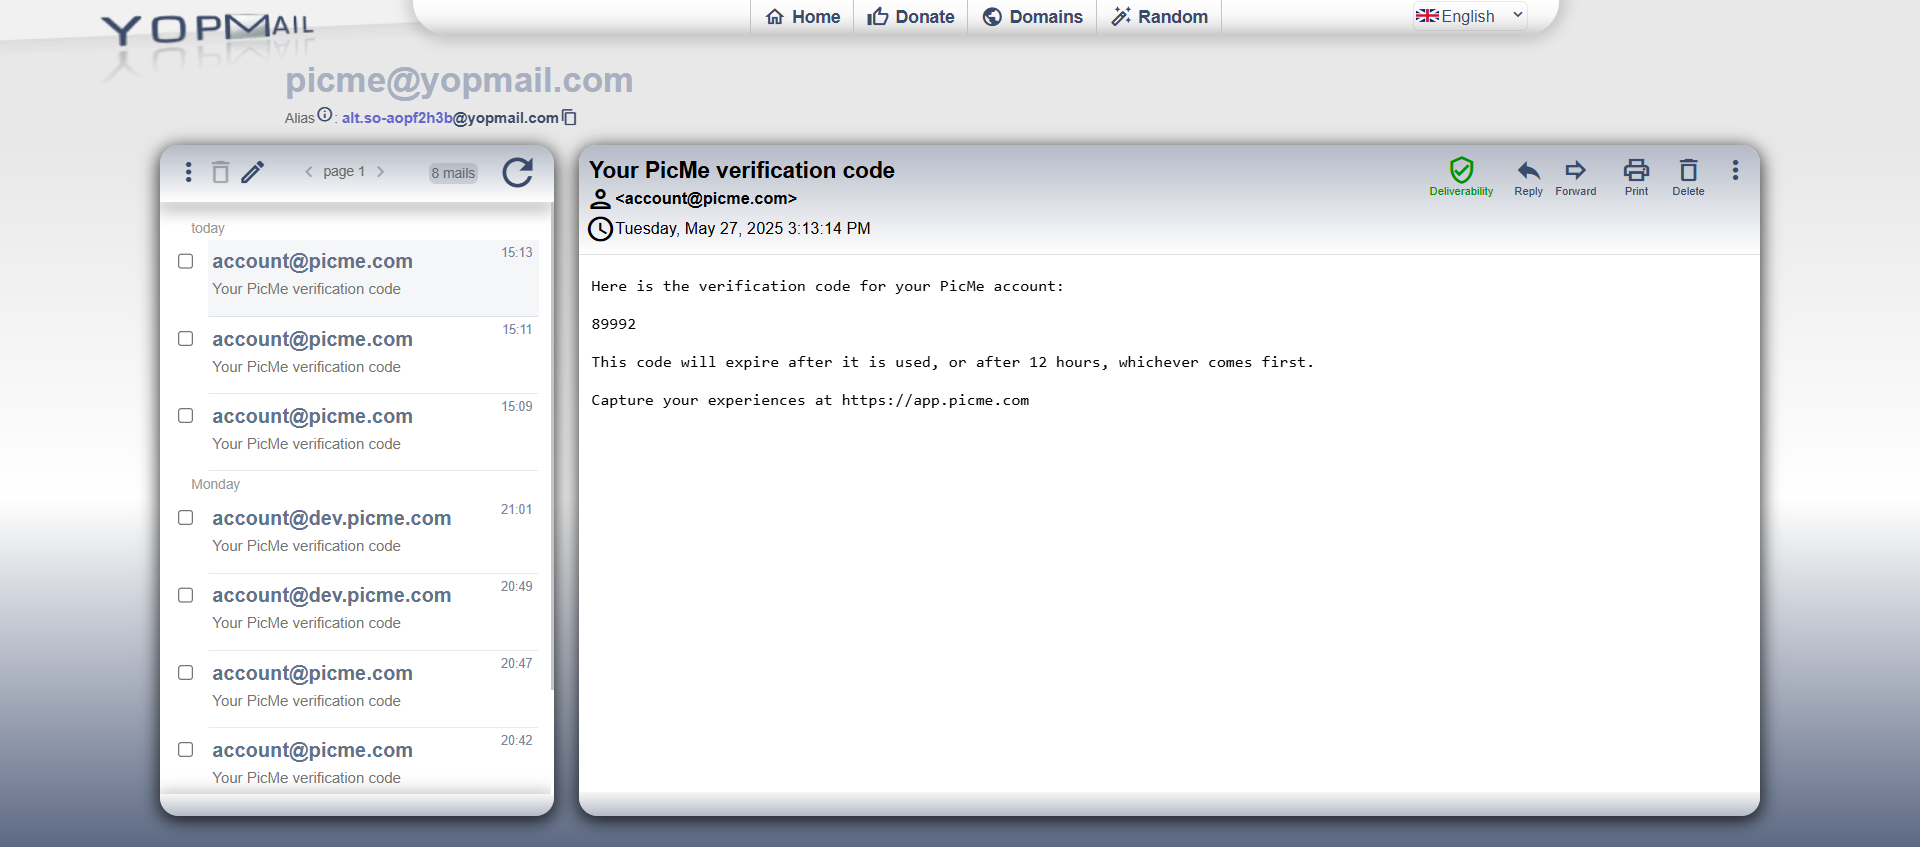 YOPMAIL
Home
Donate
Domains
Random
English
picme@yopmail.com
Alias : alt.so-aopf2h3b@yopmail.com
page 1
8 mails
today
account@picme.com 15:13
Your PicMe verification code
account@picme.com 15:11
Your PicMe verification code
account@picme.com 15:09
Your PicMe verification code
Monday
account@dev.picme.com 21:01
Your PicMe verification code
account@dev.picme.com 20:49
Your PicMe verification code
account@picme.com 20:47
Your PicMe verification code
account@picme.com 20:42
Your PicMe verification code
Your PicMe verification code
<account@picme.com>
Tuesday, May 27, 2025 3:13:14 PM
Deliverability
Reply
Forward
Print
Delete
Here is the verification code for your PicMe account:
89992
This code will expire after it is used, or after 12 hours, whichever comes first.
Capture your experiences at https://app.picme.com